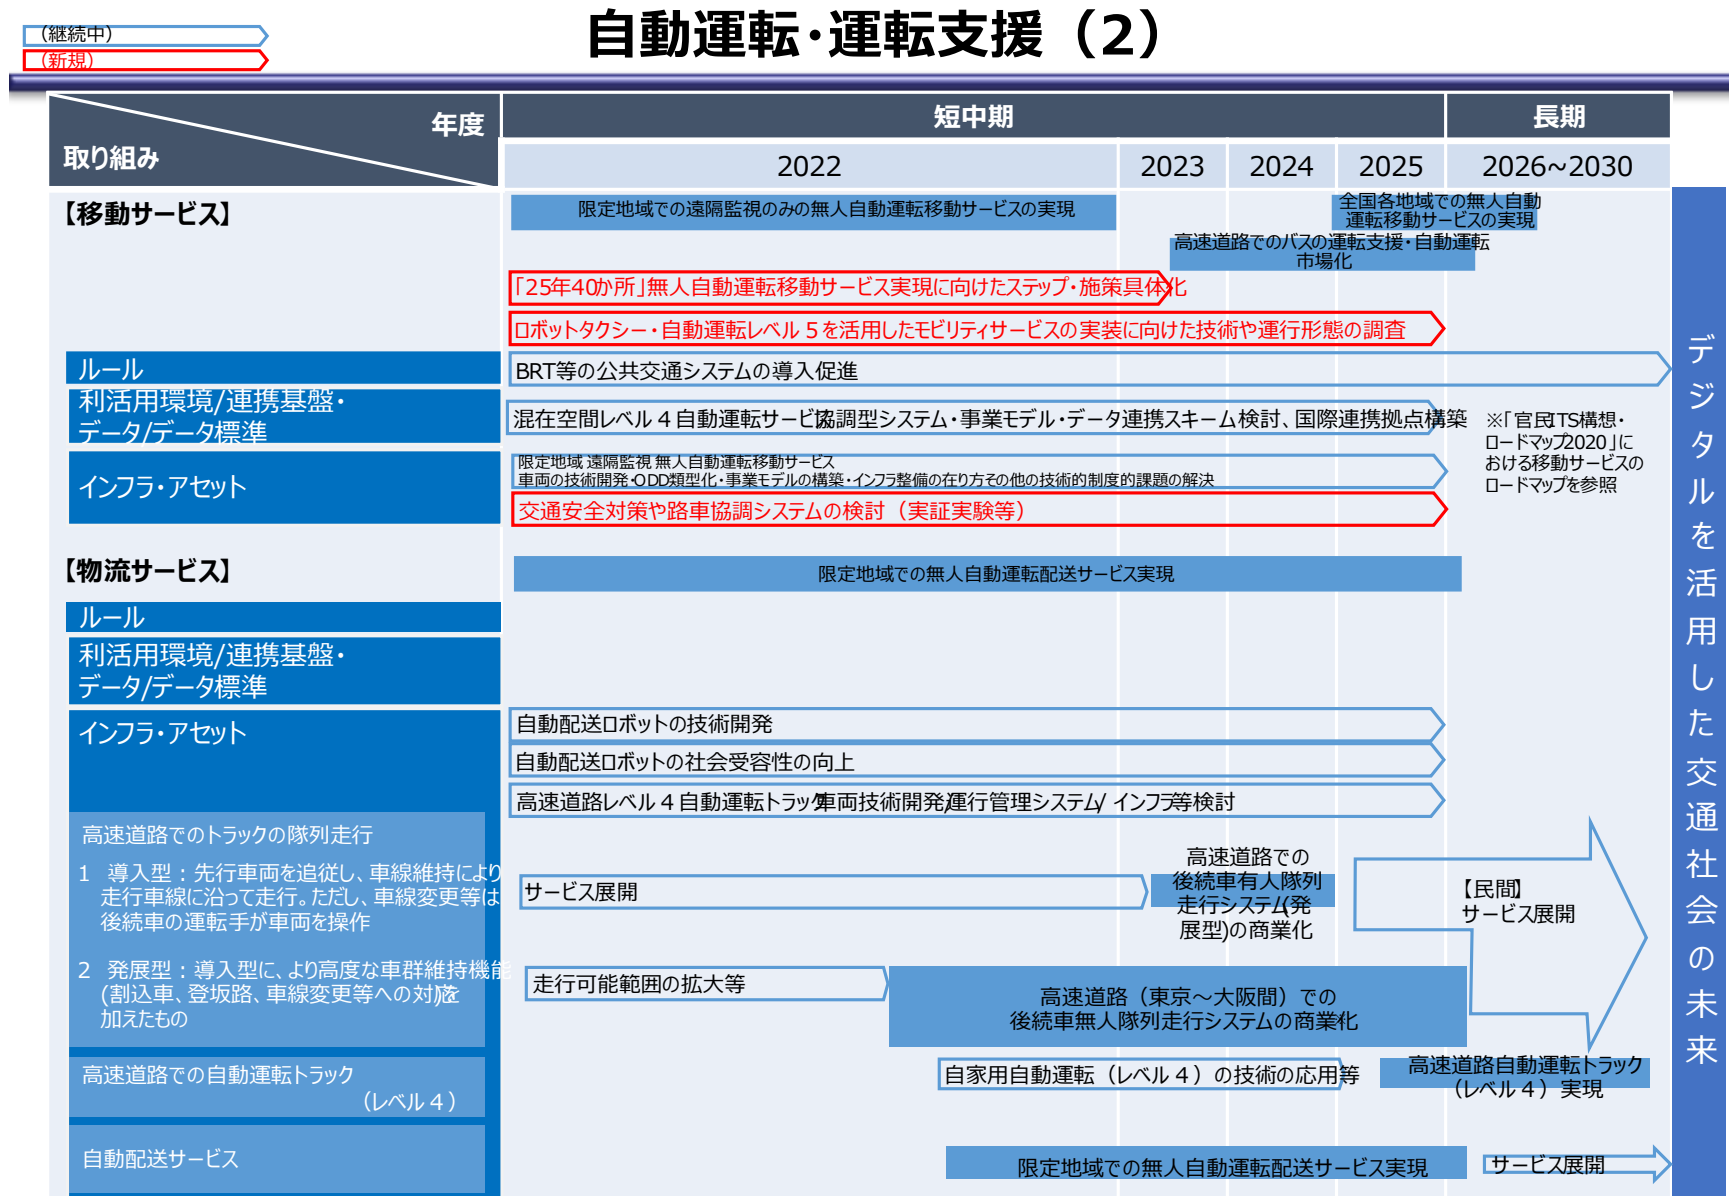 自動運転・運転支援（2）
（継続中）
（新規）
年度
取り組み
短中期
長期
2022
2023
2024
2025
2026~2030
【移動サービス】
限定地域での遠隔監視のみの無人自動運転移動サービスの実現
全国各地域での無人自動
運転移動サービスの実現
高速道路でのバスの運転支援・自動運転
市場化
「25年40か所」無人自動運転移動サービス実現に向けたステップ・施策具体化
ロボットタクシー・自動運転レベル５を活用したモビリティサービスの実装に向けた技術や運行形態の調査
ルール
BRT等の公共交通システムの導入促進
利活用環境/連携基盤・
データ/データ標準
混在空間レベル４自動運転サービス協調型システム・事業モデル・データ連携スキーム検討、国際連携拠点構築
※「官民ITS構想・
ロードマップ2020」に
おける移動サービスの
ロードマップを参照
インフラ・アセット
限定地域 遠隔監視 無人自動運転移動サービス
車両の技術開発・ODD類型化・事業モデルの構築・インフラ整備の在り方その他の技術的制度的課題の解決
交通安全対策や路車協調システムの検討（実証実験等）
【物流サービス】
限定地域での無人自動運転配送サービス実現
ルール
利活用環境/連携基盤・
データ/データ標準
インフラ・アセット
自動配送ロボットの技術開発
自動配送ロボットの社会受容性の向上
高速道路レベル４自動運転トラック車両技術開発/運行管理システム/インフラ等検討
高速道路でのトラックの隊列走行
1 導入型：先行車両を追従し、車線維持により
走行車線に沿って走行。ただし、車線変更等は
後続車の運転手が車両を操作
サービス展開
高速道路での
後続車有人隊列
走行システム(発
展型)の商業化
【民間】
サービス展開
2 発展型：導入型に、より高度な車群維持機能
(割込車、登坂路、車線変更等への対応)を
加えたもの
走行可能範囲の拡大等
高速道路（東京～大阪間）での
後続車無人隊列走行システムの商業化
高速道路での自動運転トラック
（レベル４）
自家用自動運転（レベル４）の技術の応用等
高速道路自動運転トラック
（レベル４）実現
自動配送サービス
限定地域での無人自動運転配送サービス実現
サービス展開
デジタルを活用した交通社会の未来